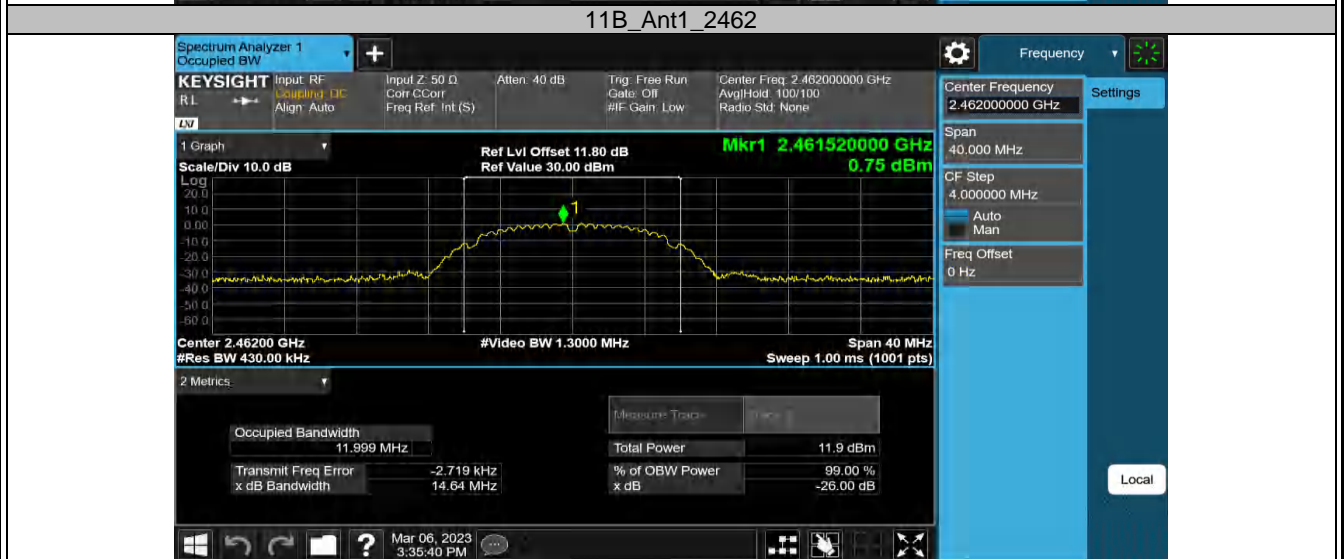 11B_Ant1_2462
Spectrum Analyzer 1
Occupied BW
+
Frequency
KEYSIGHT
RL
LXI
Input: RF
Coupling: DC
Align: Auto
Input Z: 50 Ω
Corr CCorr
Freq Ref: Int (S)
Atten: 40 dB
Trig: Free Run
Gate: Off
#IF Gain: Low
Center Freq: 2.462000000 GHz
Avg|Hold: 100/100
Radio Std: None
Center Frequency
2.462000000 GHz
Settings
Span
40.000 MHz
CF Step
4.000000 MHz
Auto
Man
Freq Offset
0 Hz
1 Graph
Scale/Div 10.0 dB
Ref Lvl Offset 11.80 dB
Ref Value 30.00 dBm
Mkr1 2.461520000 GHz
0.75 dBm
Log
20.0
10.0
0.00
-10.0
-20.0
-30.0
-40.0
-50.0
-60.0
1
Center 2.46200 GHz
#Res BW 430.00 kHz
#Video BW 1.3000 MHz
Span 40 MHz
Sweep 1.00 ms (1001 pts)
2 Metrics
Measure Trace
Occupied Bandwidth
11.999 MHz
Total Power 11.9 dBm
Transmit Freq Error -2.719 kHz
% of OBW Power 99.00 %
x dB Bandwidth 14.64 MHz
x dB -26.00 dB
Local
?
Mar 06, 2023
3:35:40 PM